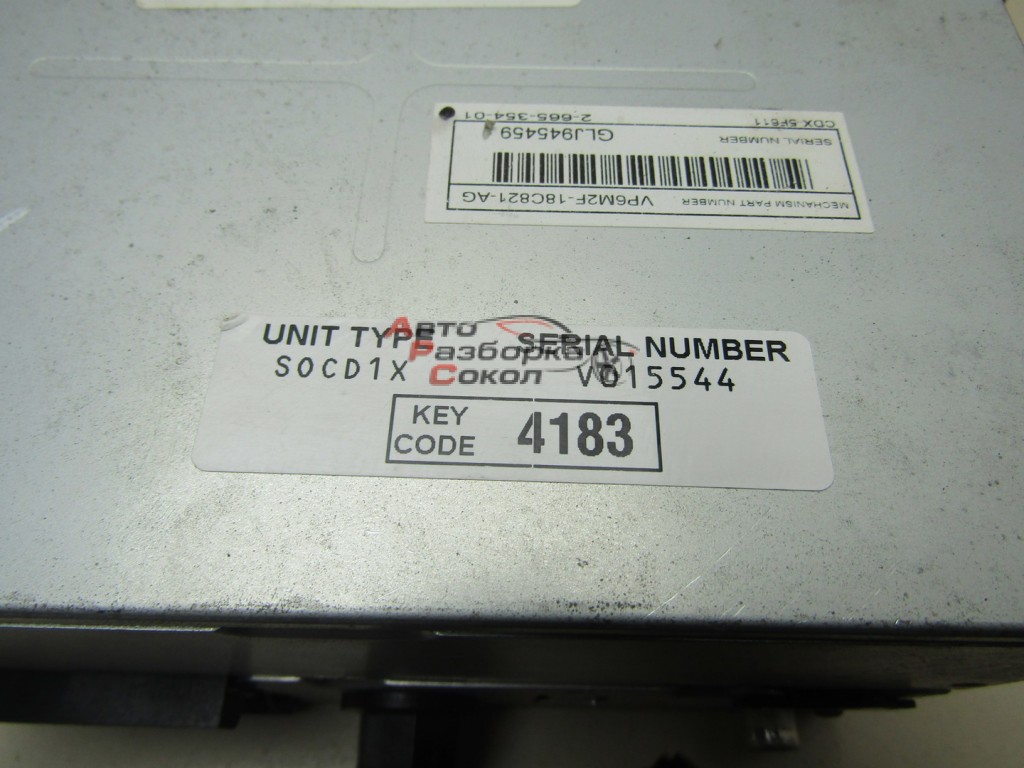 MECHANISM PART NUMBER VP6M2F-18C821-AG
SERIAL NUMBER GLJ945459
CDX-5F611 2-665-354-01
UNIT TYPE SERIAL NUMBER
S0CD1X V015544
KEY CODE 4183
Авто
Разборка
Сокол